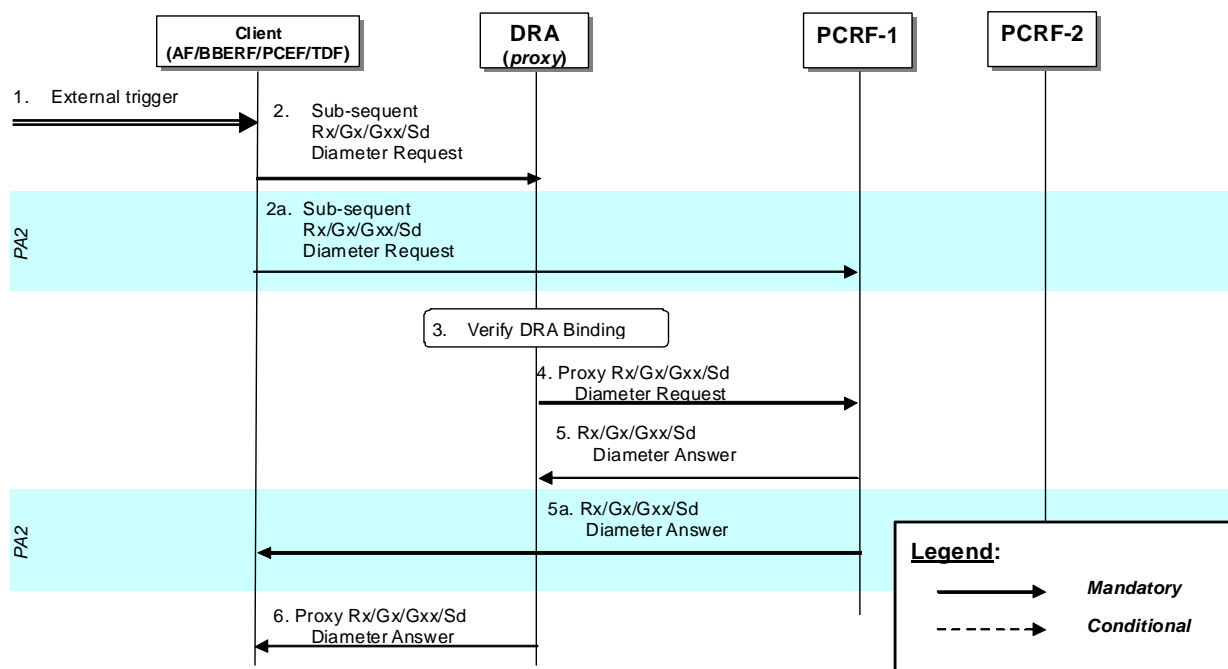 Client
(AF/BBERF/PCEF/TDF)
DRA
(proxy)
PCRF-1
PCRF-2
1. External trigger
2. Sub-sequent
Rx/Gx/Gxx/Sd
Diameter Request
PA2
2a. Sub-sequent
Rx/Gx/Gxx/Sd
Diameter Request
3. Verify DRA Binding
4. Proxy Rx/Gx/Gxx/Sd
Diameter Request
5. Rx/Gx/Gxx/Sd
Diameter Answer
PA2
5a. Rx/Gx/Gxx/Sd
Diameter Answer
6. Proxy Rx/Gx/Gxx/Sd
Diameter Answer
Legend:
Mandatory
Conditional